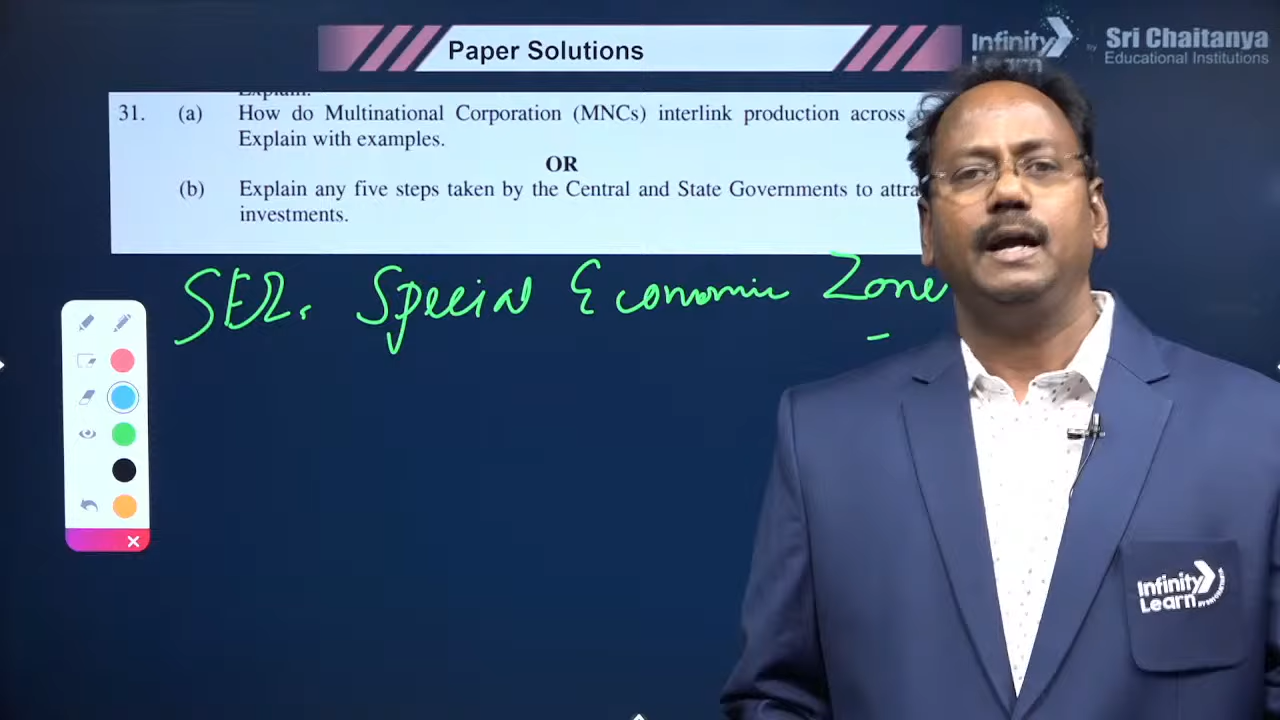 Paper Solutions
Infinity Learn by Sri Chaitanya Educational Institutions
Explain.
31. (a) How do Multinational Corporation (MNCs) interlink production across
Explain with examples.
OR
(b) Explain any five steps taken by the Central and State Governments to attra
investments.
SEZ. Special Economic Zone
Infinity Learn